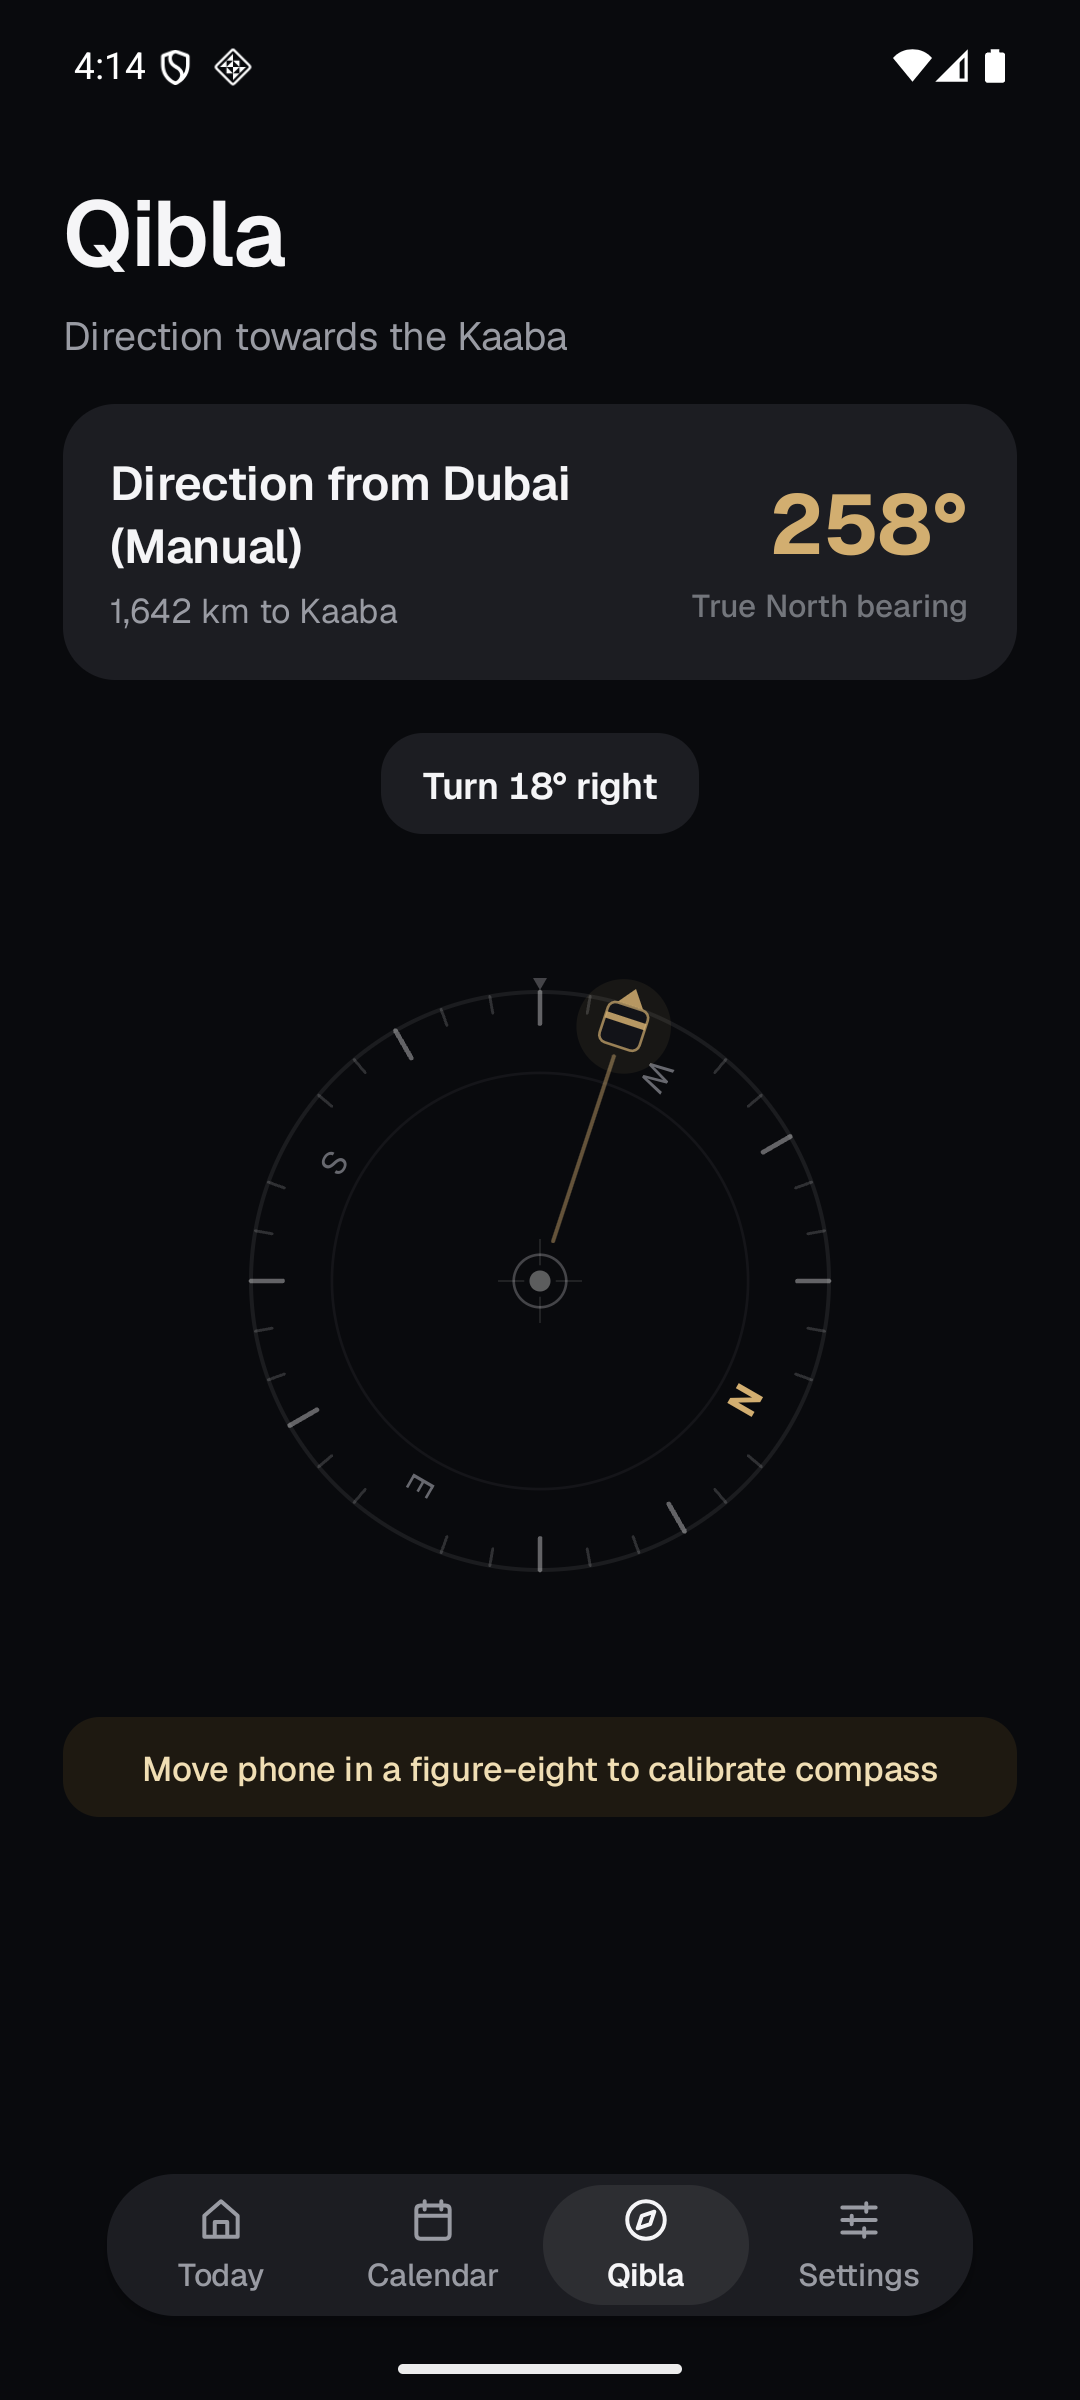 4:14
Qibla
Direction towards the Kaaba
Direction from Dubai
(Manual)
1,642 km to Kaaba
258°
True North bearing
Turn 18° right
W
S
N
E
Move phone in a figure-eight to calibrate compass
Today
Calendar
Qibla
Settings